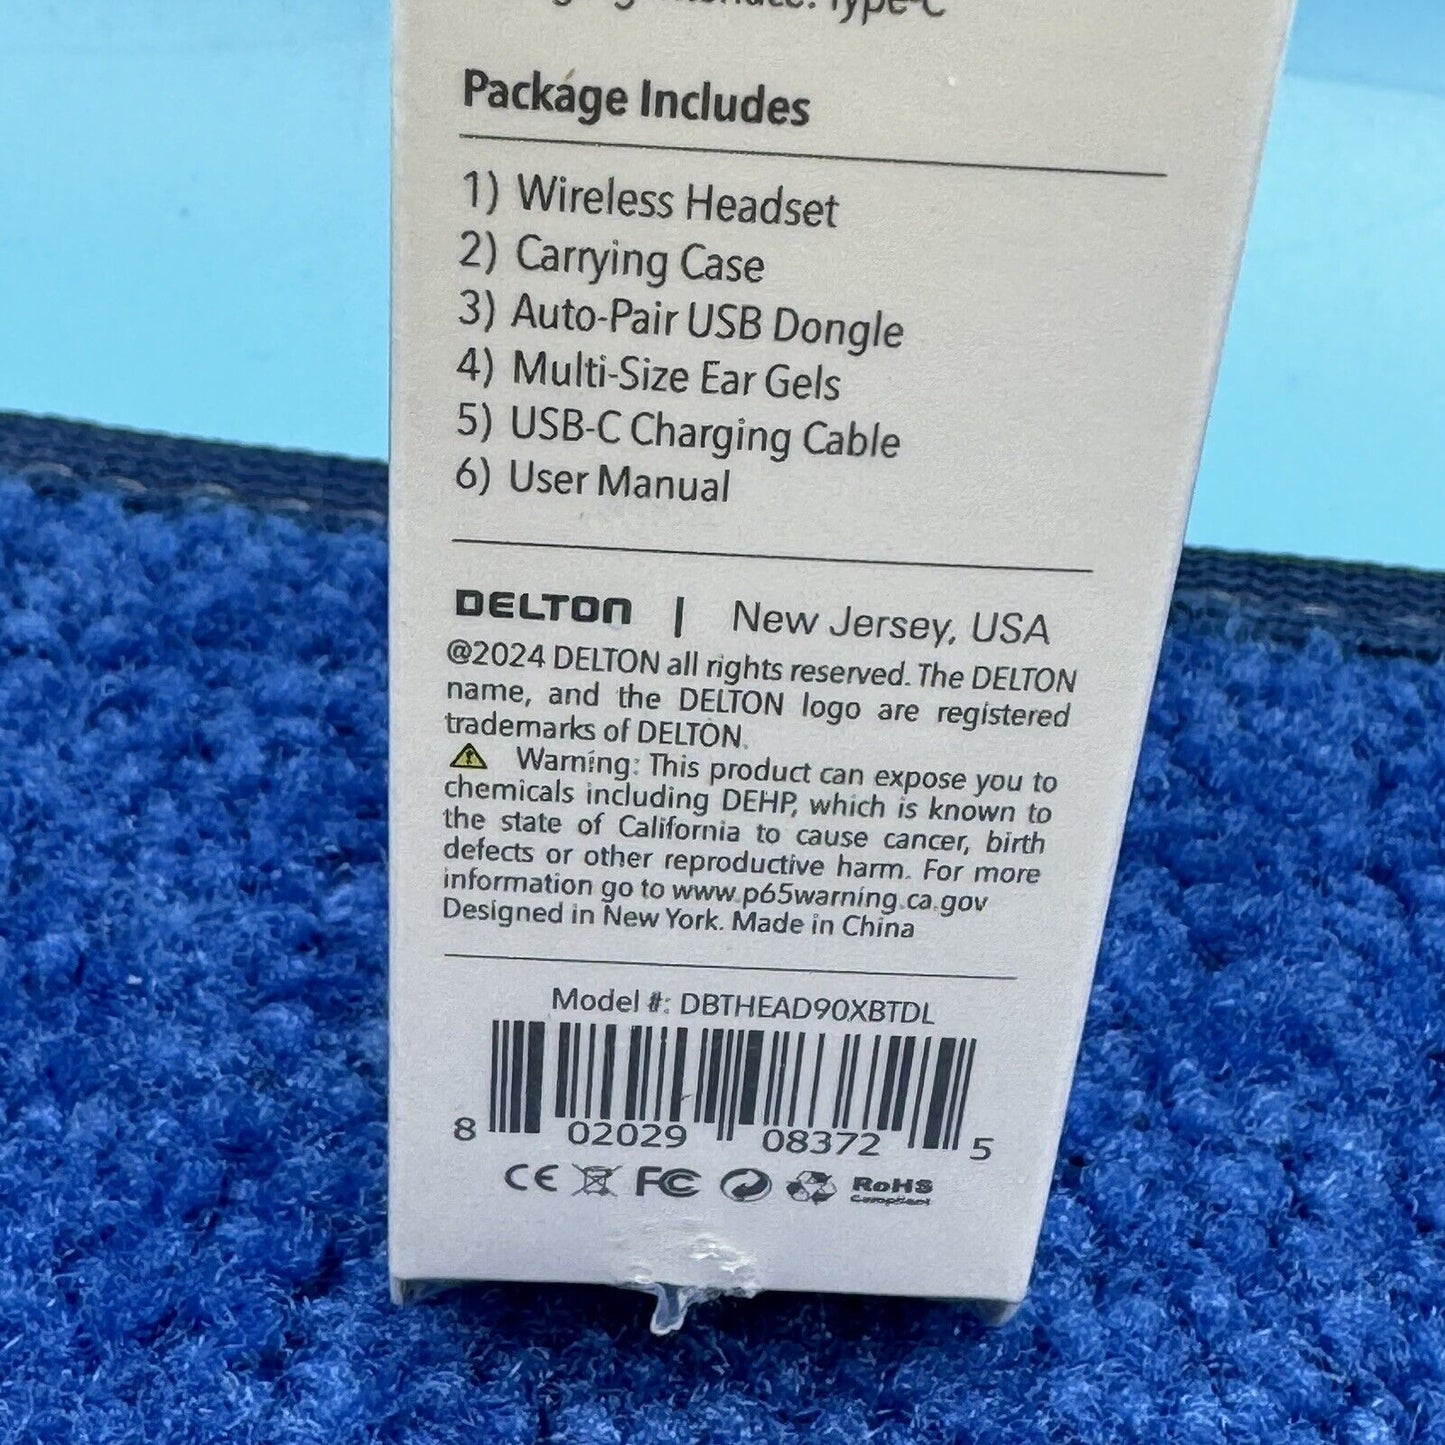 Type-C
Package Includes
1) Wireless Headset
2) Carrying Case
3) Auto-Pair USB Dongle
4) Multi-Size Ear Gels
5) USB-C Charging Cable
6) User Manual
DELTON | New Jersey, USA
@2024 DELTON all rights reserved. The DELTON
name, and the DELTON logo are registered
trademarks of DELTON.
Warning: This product can expose you to
chemicals including DEHP, which is known to
the state of California to cause cancer, birth
defects or other reproductive harm. For more
information go to www.p65warning.ca.gov
Designed in New York. Made in China
Model #: DBTHEAD90XBTDL
8 02029 08372 5
CE FC RoHS
Compliant